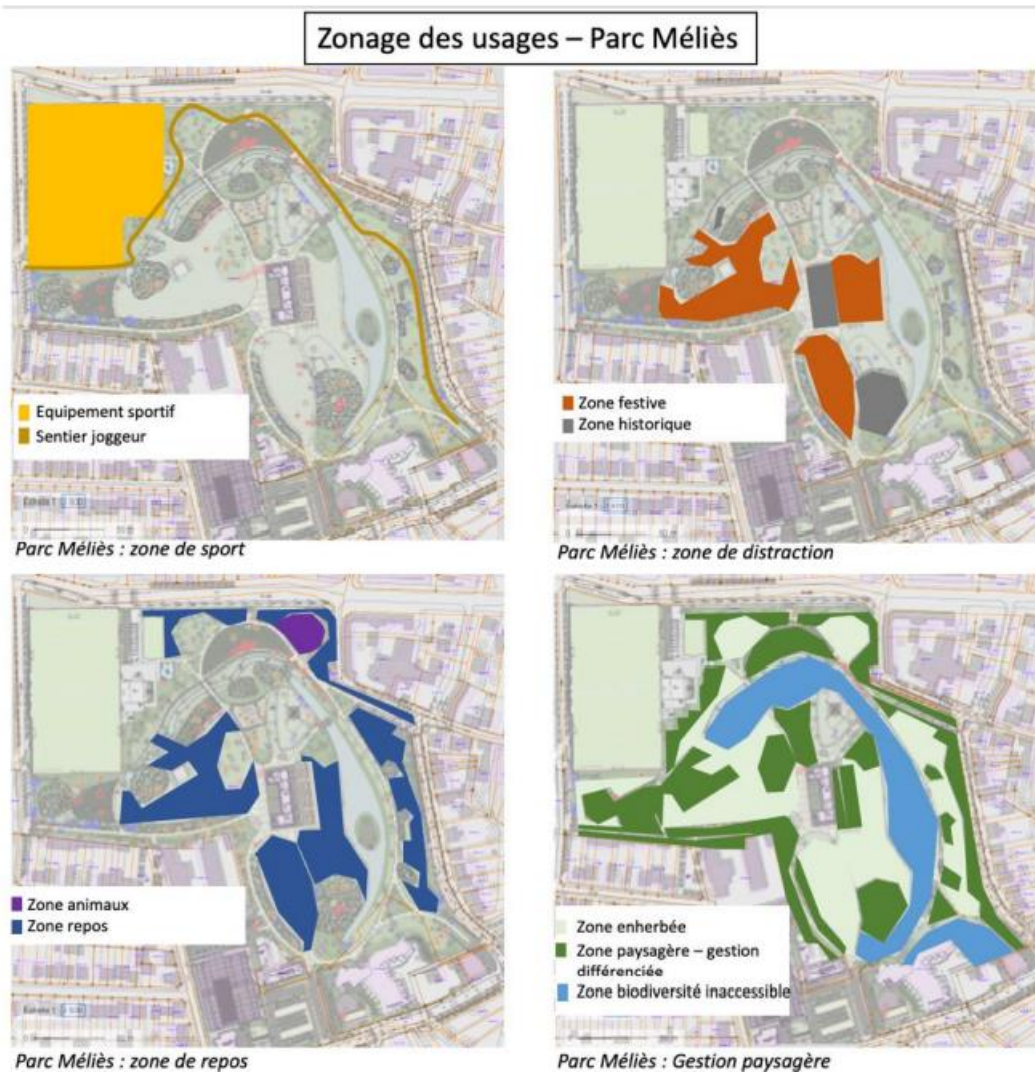 Zonage des usages – Parc Méliès
Equipement sportif
Sentier joggeur
Parc Méliès : zone de sport
Zone festive
Zone historique
Parc Méliès : zone de distraction
Zone animaux
Zone repos
Parc Méliès : zone de repos
Zone enherbée
Zone paysagère – gestion
différenciée
Zone biodiversité inaccessible
Parc Méliès : Gestion paysagère